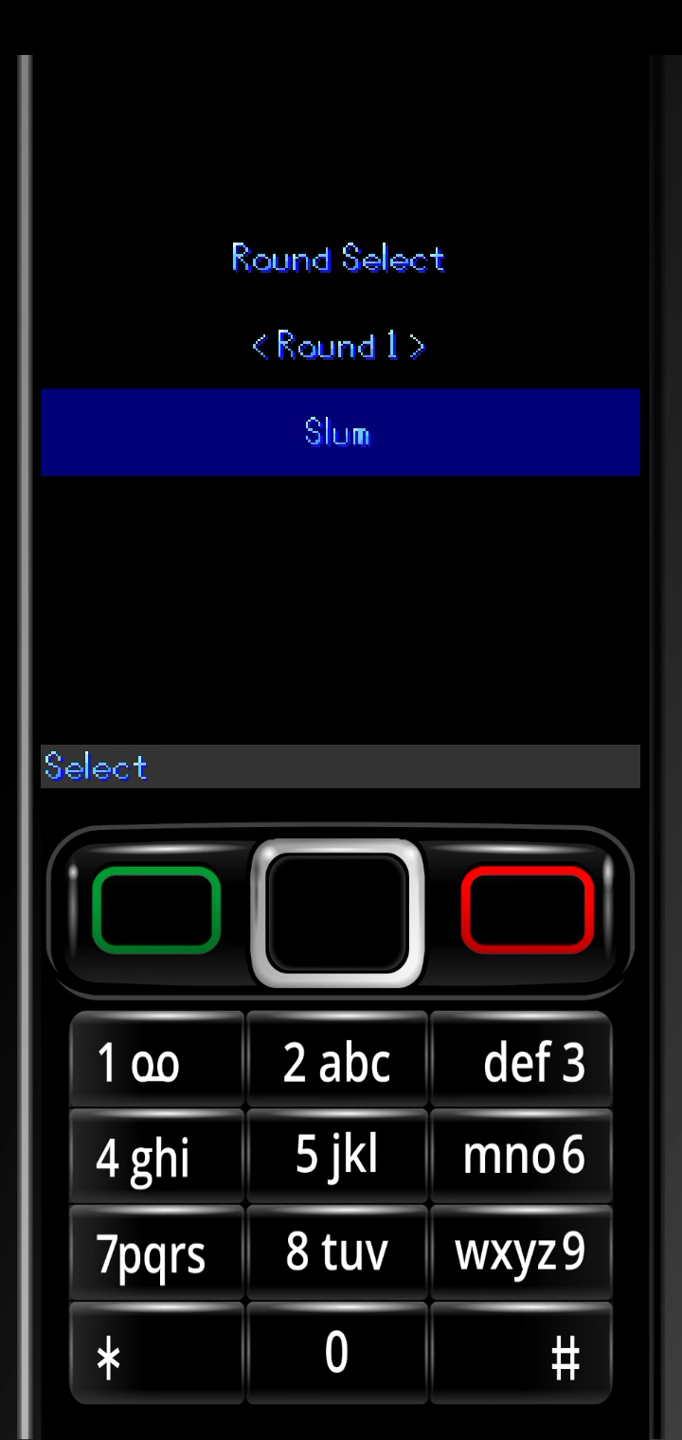 Round Select
< Round 1 >
Slum
Select
1 ꝏ
2 abc
def 3
4 ghi
5 jkl
mno 6
7pqrs
8 tuv
wxyz 9
*
0
#